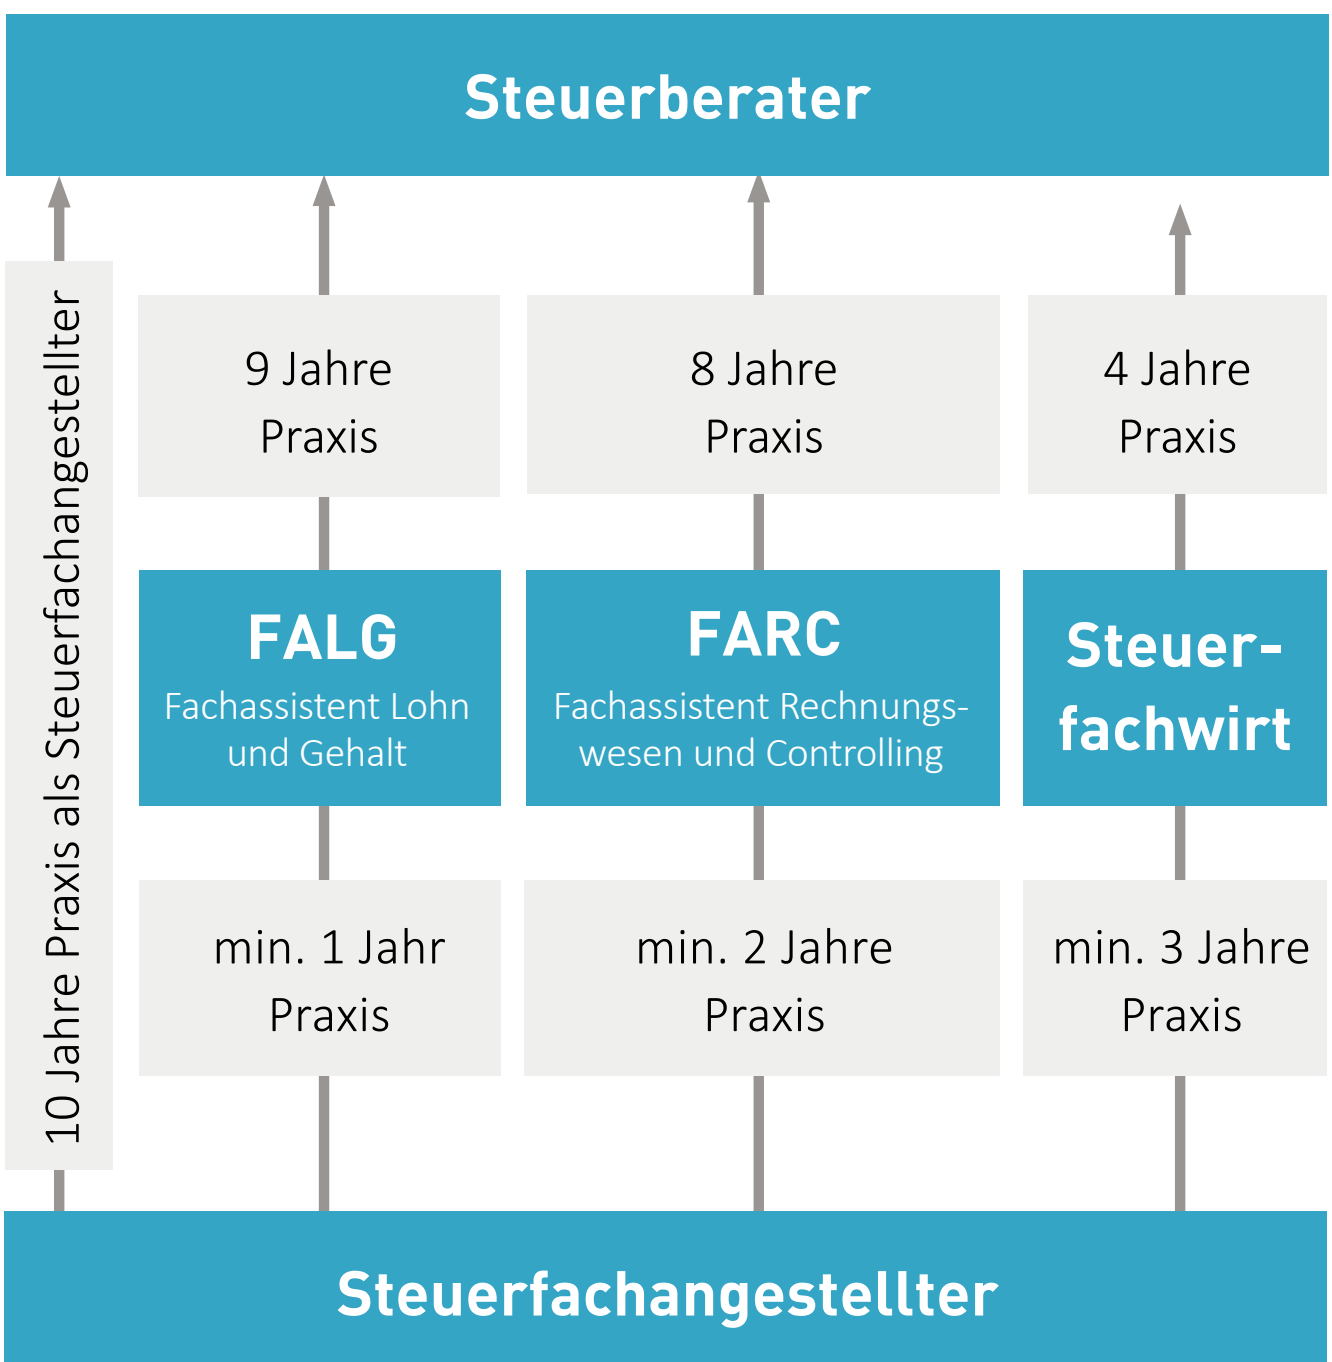 Steuerberater
10 Jahre Praxis als Steuerfachangestellter
9 Jahre
Praxis
8 Jahre
Praxis
4 Jahre
Praxis
FALG
Fachassistent Lohn
und Gehalt
FARC
Fachassistent Rechnungs-
wesen und Controlling
Steuer-
fachwirt
min. 1 Jahr
Praxis
min. 2 Jahre
Praxis
min. 3 Jahre
Praxis
Steuerfachangestellter